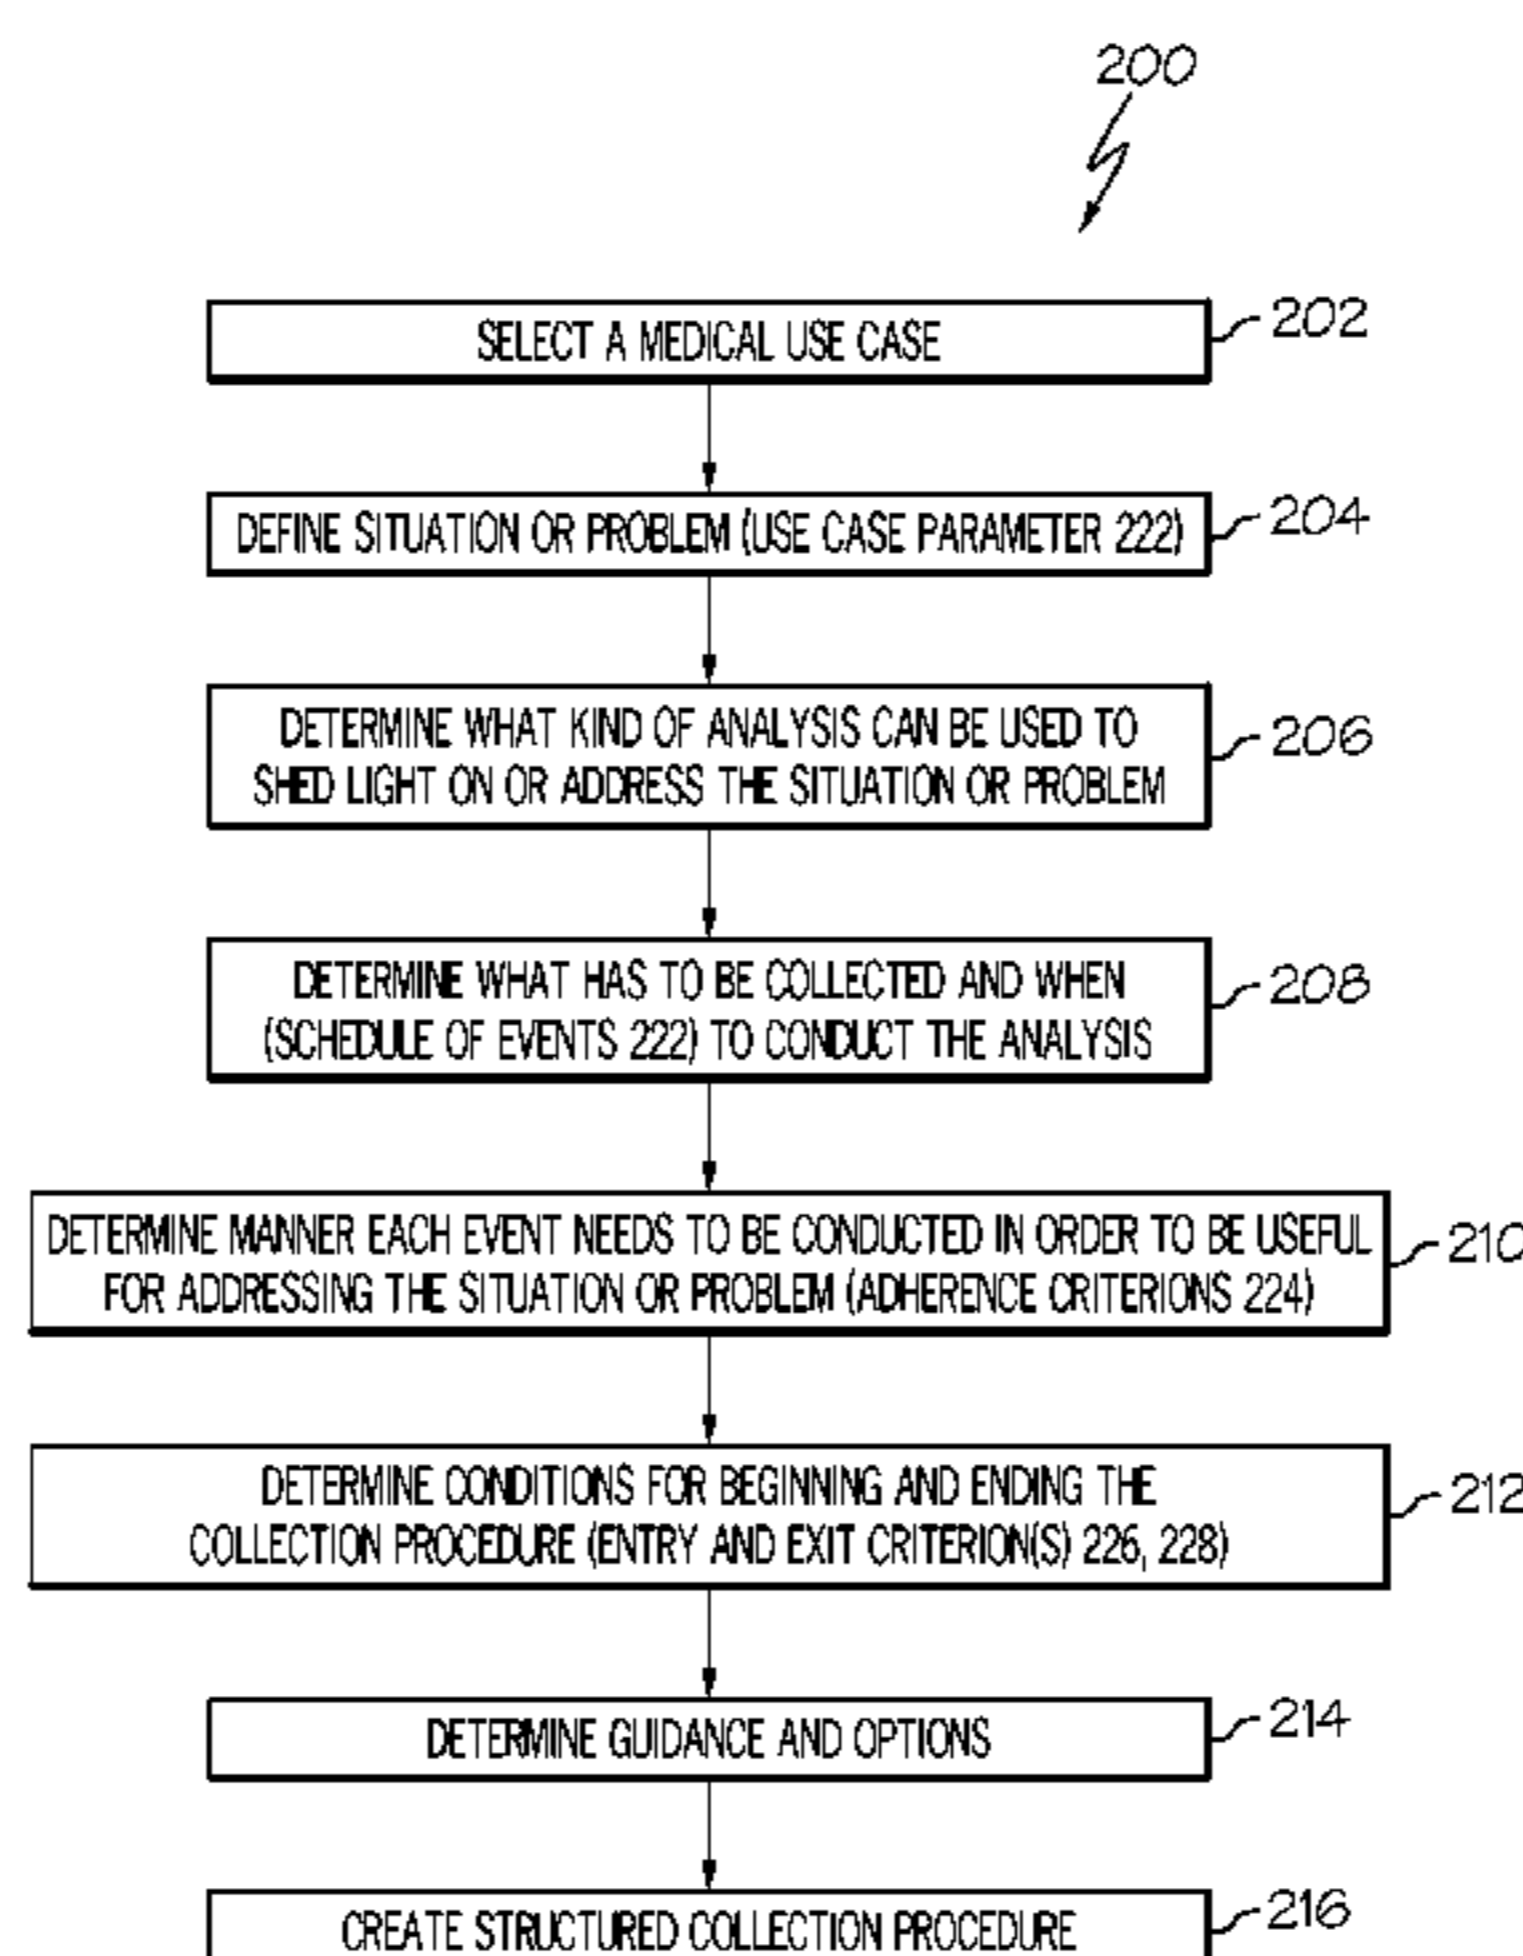 200
SELECT A MEDICAL USE CASE
202
DEFINE SITUATION OR PROBLEM (USE CASE PARAMETER 222)
204
DETERMINE WHAT KIND OF ANALYSIS CAN BE USED TO
SHED LIGHT ON OR ADDRESS THE SITUATION OR PROBLEM
206
DETERMINE WHAT HAS TO BE COLLECTED AND WHEN
(SCHEDULE OF EVENTS 222) TO CONDUCT THE ANALYSIS
208
DETERMINE MANNER EACH EVENT NEEDS TO BE CONDUCTED IN ORDER TO BE USEFUL
FOR ADDRESSING THE SITUATION OR PROBLEM (ADHERENCE CRITERIONS 224)
210
DETERMINE CONDITIONS FOR BEGINNING AND ENDING THE
COLLECTION PROCEDURE (ENTRY AND EXIT CRITERION(S) 226, 228)
212
DETERMINE GUIDANCE AND OPTIONS
214
CREATE STRUCTURED COLLECTION PROCEDURE
216